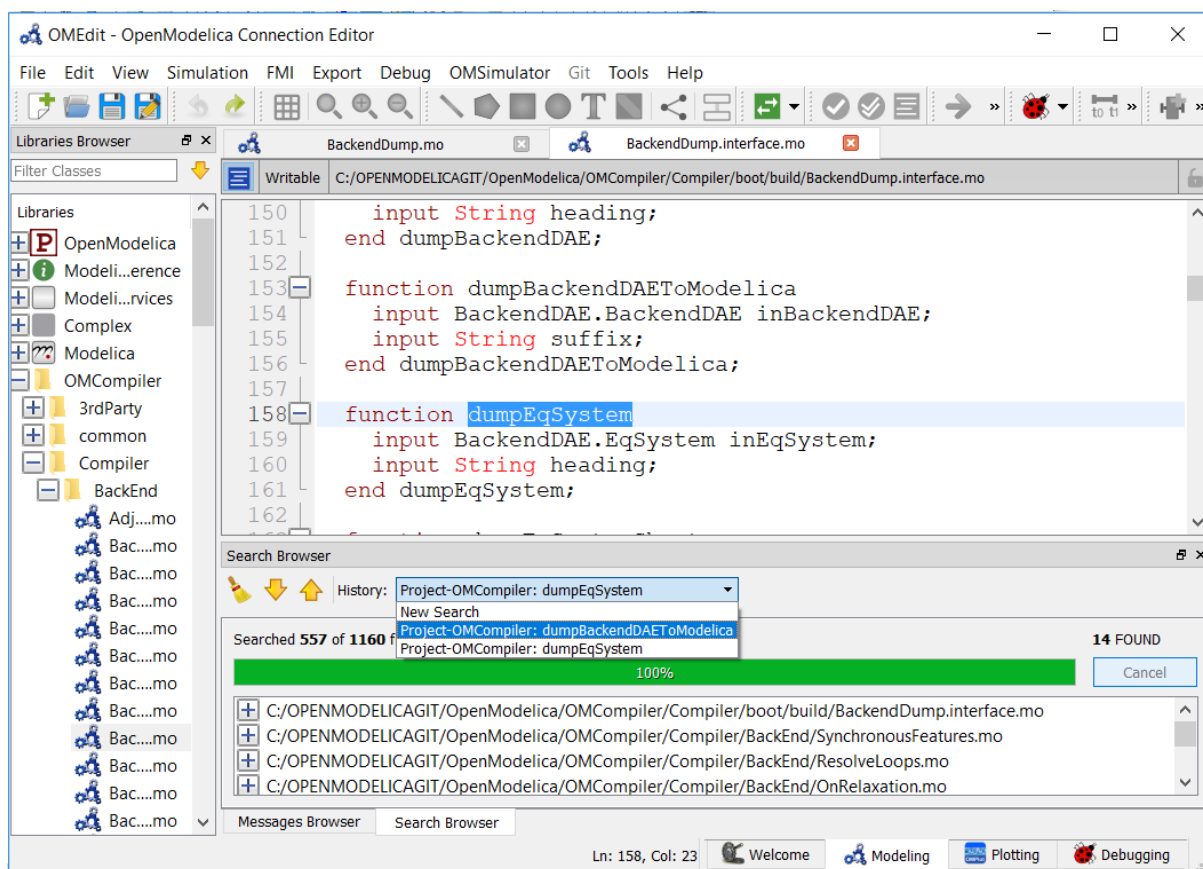 OMEdit - OpenModelica Connection Editor
File Edit View Simulation FMI Export Debug OMSimulator Git Tools Help
T to ti » »
Libraries Browser
BackendDump.mo BackendDump.interface.mo
Filter Classes
Writable C:/OPENMODELICAGIT/OpenModelica/OMCompiler/Compiler/boot/build/BackendDump.interface.mo
Libraries
P OpenModelica
i Modeli...erence
Modeli...rvices
Complex
Modelica
OMCompiler
3rdParty
common
Compiler
BackEnd
Adj....mo
Bac....mo
Bac....mo
Bac....mo
Bac....mo
Bac....mo
Bac....mo
Bac....mo
Bac....mo
Bac....mo
Bac....mo
Bac....mo
150 input String heading;
151 end dumpBackendDAE;
152
153 function dumpBackendDAEToModelica
154 input BackendDAE.BackendDAE inBackendDAE;
155 input String suffix;
156 end dumpBackendDAEToModelica;
157
158 function dumpEqSystem
159 input BackendDAE.EqSystem inEqSystem;
160 input String heading;
161 end dumpEqSystem;
162
Search Browser
History: Project-OMCompiler: dumpEqSystem
New Search
Project-OMCompiler: dumpBackendDAEToModelica
Project-OMCompiler: dumpEqSystem
Searched 557 of 1160 f
14 FOUND
100%
Cancel
C:/OPENMODELICAGIT/OpenModelica/OMCompiler/Compiler/boot/build/BackendDump.interface.mo
C:/OPENMODELICAGIT/OpenModelica/OMCompiler/Compiler/BackEnd/SynchronousFeatures.mo
C:/OPENMODELICAGIT/OpenModelica/OMCompiler/Compiler/BackEnd/ResolveLoops.mo
C:/OPENMODELICAGIT/OpenModelica/OMCompiler/Compiler/BackEnd/OnRelaxation.mo
Messages Browser Search Browser
Ln: 158, Col: 23 Welcome Modeling Plotting Debugging